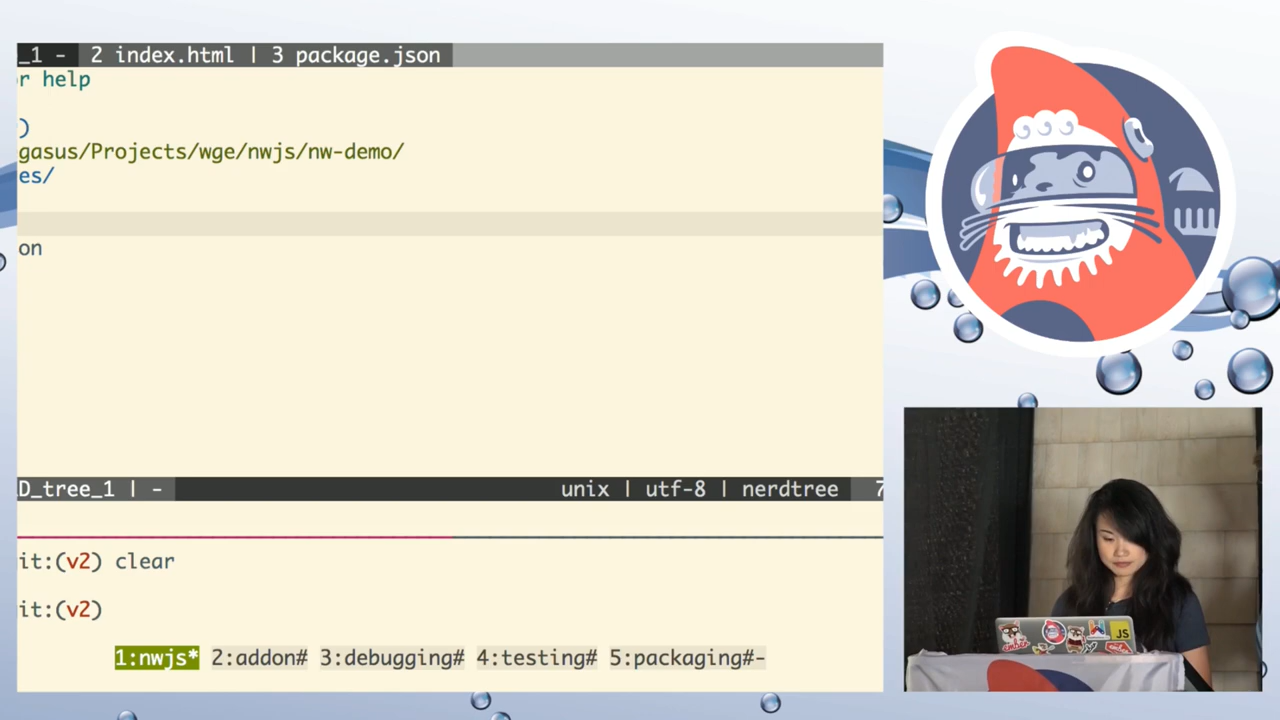 _1 - 2 index.html | 3 package.json
r help
)
gasus/Projects/wge/nwjs/nw-demo/
es/
on
D_tree_1 | - unix | utf-8 | nerdtree 7
it:(v2) clear
it:(v2)
1:nwjs* 2:addon# 3:debugging# 4:testing# 5:packaging#-
JS